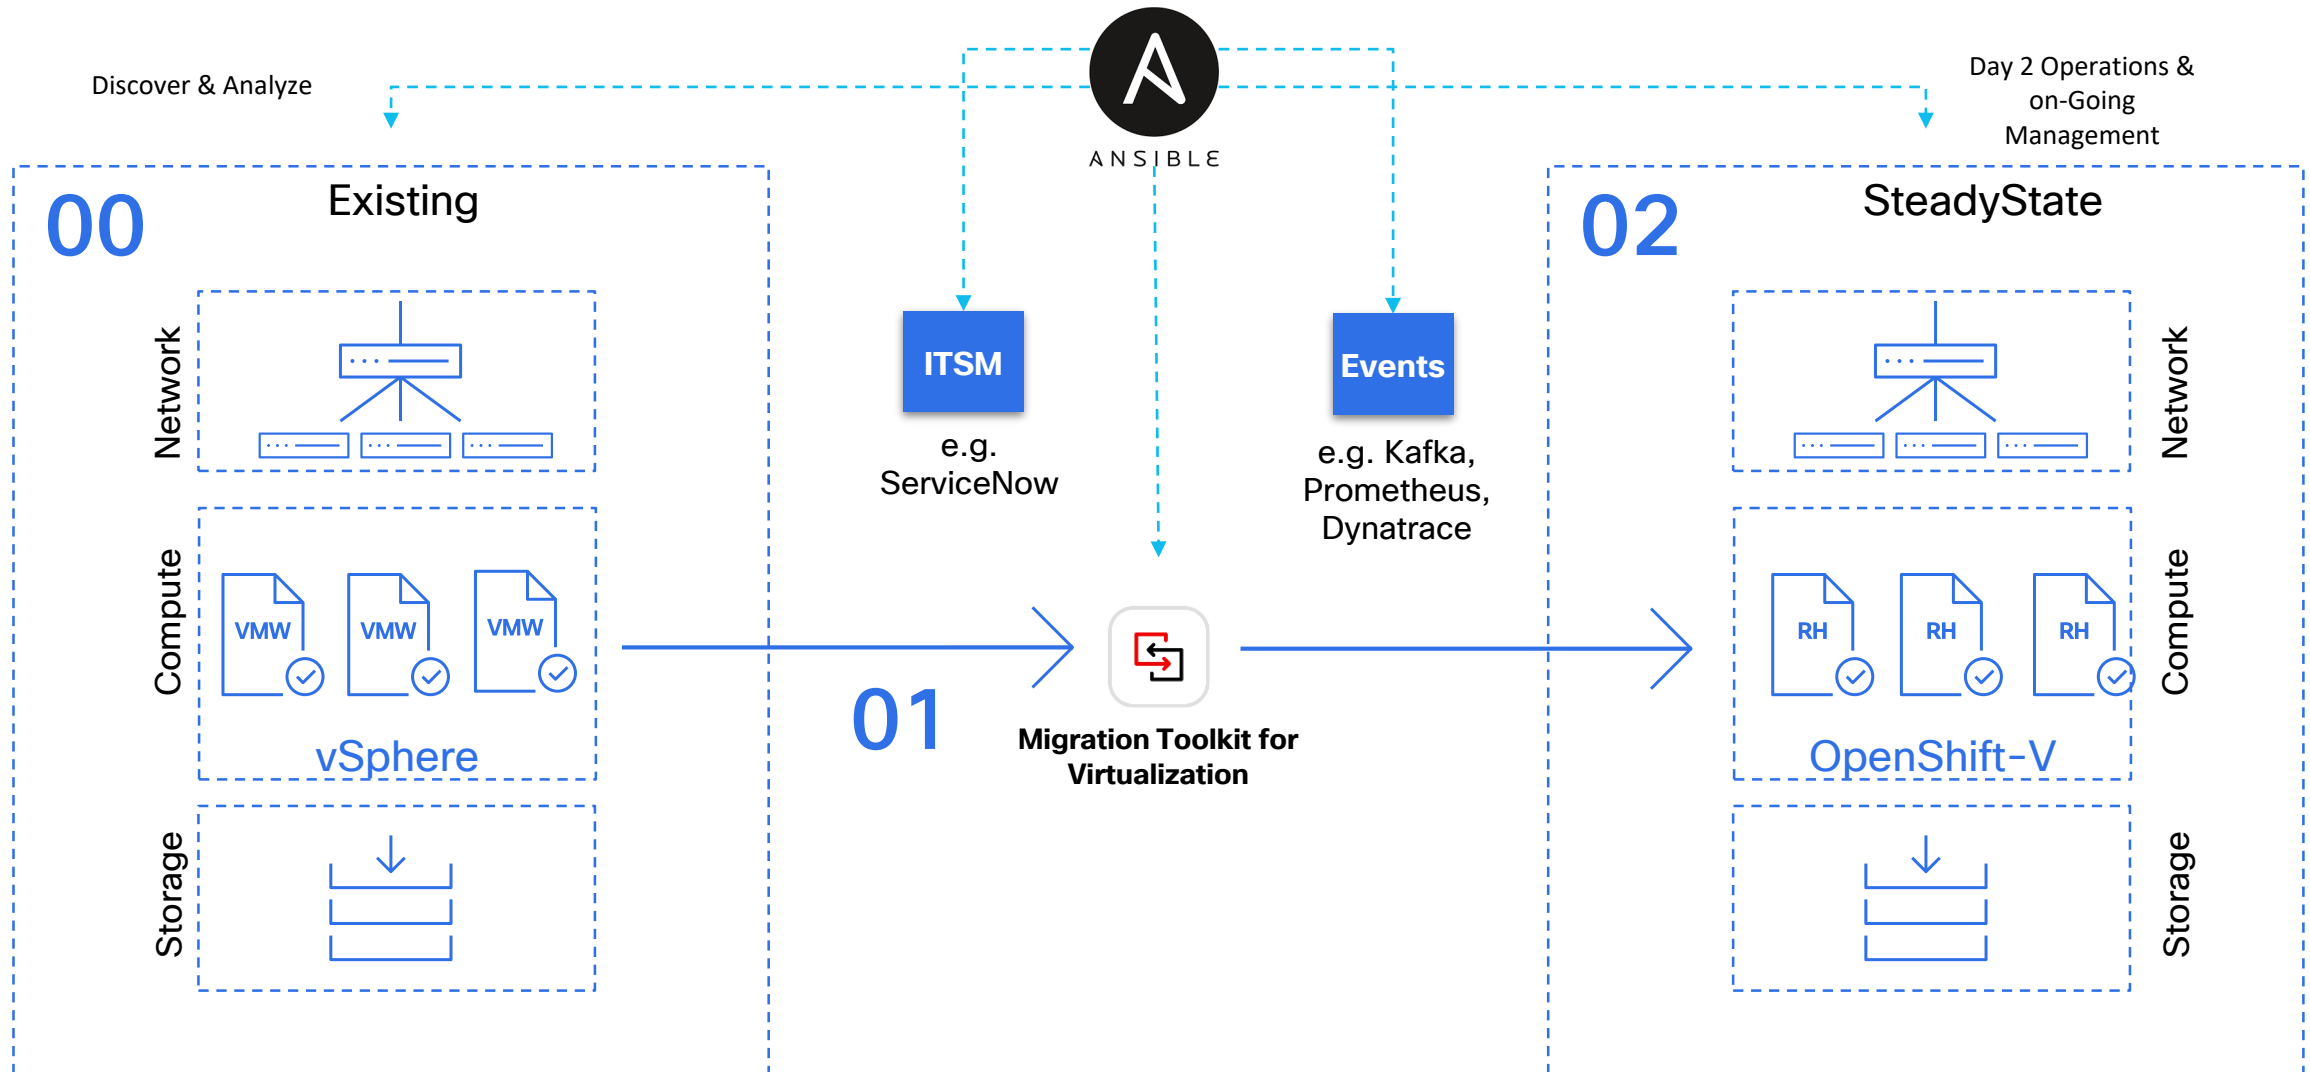 Discover & Analyze
ANSIBLE
Day 2 Operations &
on-Going
Management
00
Existing
Network
Compute
VMW
VMW
VMW
vSphere
Storage
ITSM
e.g.
ServiceNow
Events
e.g. Kafka,
Prometheus,
Dynatrace
01
Migration Toolkit for
Virtualization
02
SteadyState
Network
Compute
RH
RH
RH
OpenShift-V
Storage